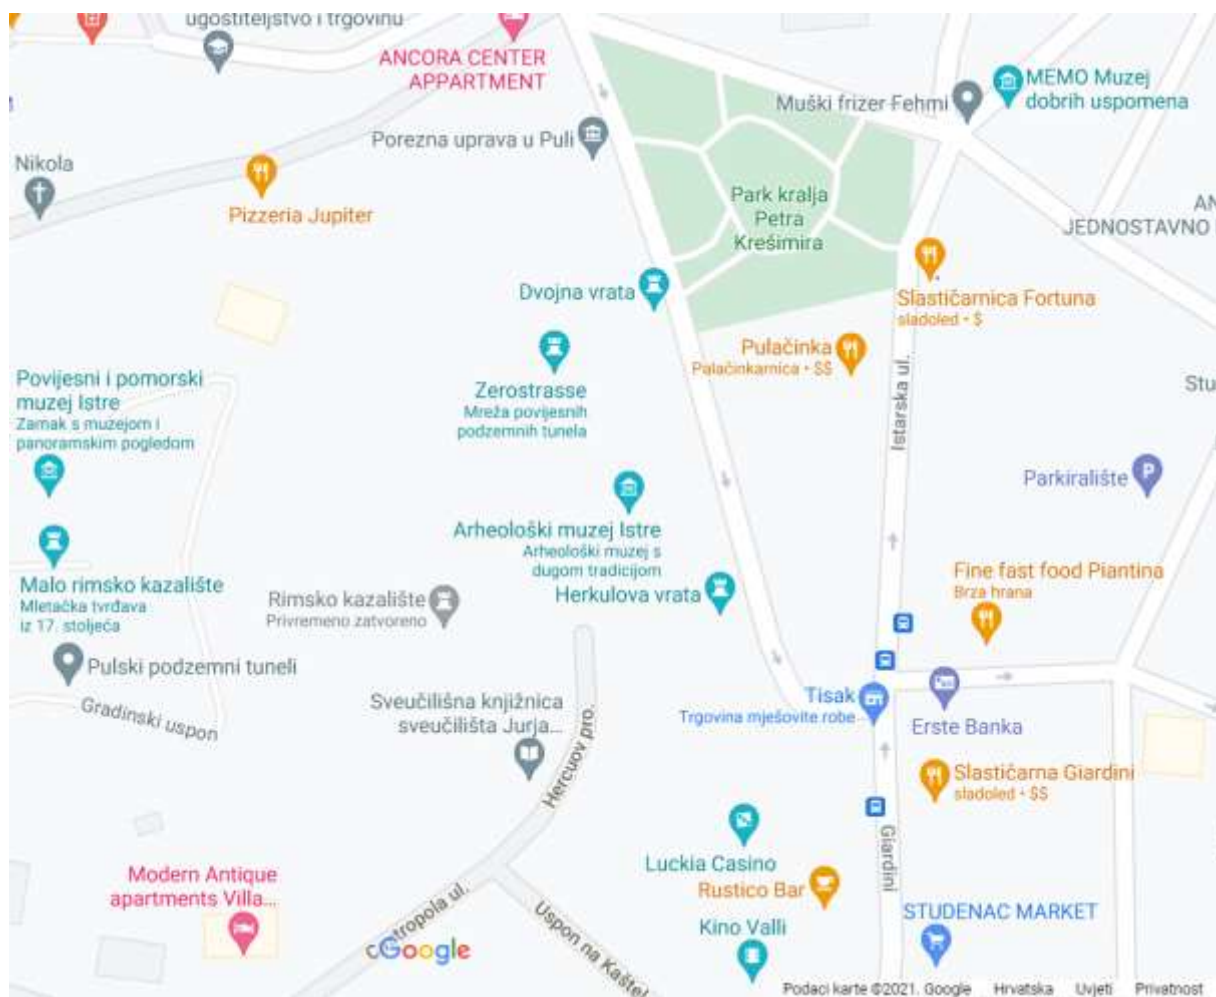 ugostiteljstvo i trgovinu
ANCORA CENTER
APPARTMENT
MEMO Muzej
dobrih uspomena
Muški frizer Fehmi
Porezna uprava u Puli
Nikola
Pizzeria Jupiter
Park kralja
Petra
Krešimira
AN
JEDNOSTAVNO
Dvojna vrata
Slastičarnica Fortuna
sladoled • $
Pulačinka
Palačinkarnica • $$
Istarska ul.
Povijesni i pomorski
muzej Istre
Zamak s muzejom i
panoramskim pogledom
Zerostrasse
Mreža povijesnih
podzemnih tunela
Stu
Parkiralište
P
Arheološki muzej Istre
Arheološki muzej s
dugom tradicijom
Malo rimsko kazalište
Mletačka tvrđava
iz 17. stoljeća
Rimsko kazalište
Privremeno zatvoreno
Herkulova vrata
Fine fast food Piantina
Brza hrana
Pulski podzemni tuneli
Gradinski uspon
Sveučilišna knjižnica
sveučilišta Jurja...
Hercuov pro.
Tisak
Trgovina mješovite robe
Erste Banka
Slastičarna Giardini
sladoled • $$
Giardini
Luckia Casino
Rustico Bar
Modern Antique
apartments Villa...
STUDENAC MARKET
Kino Valli
tropola ul.
Uspon na Kaštel
Google
Podaci karte ©2021. Google Hrvatska Uvjeti Privatnost